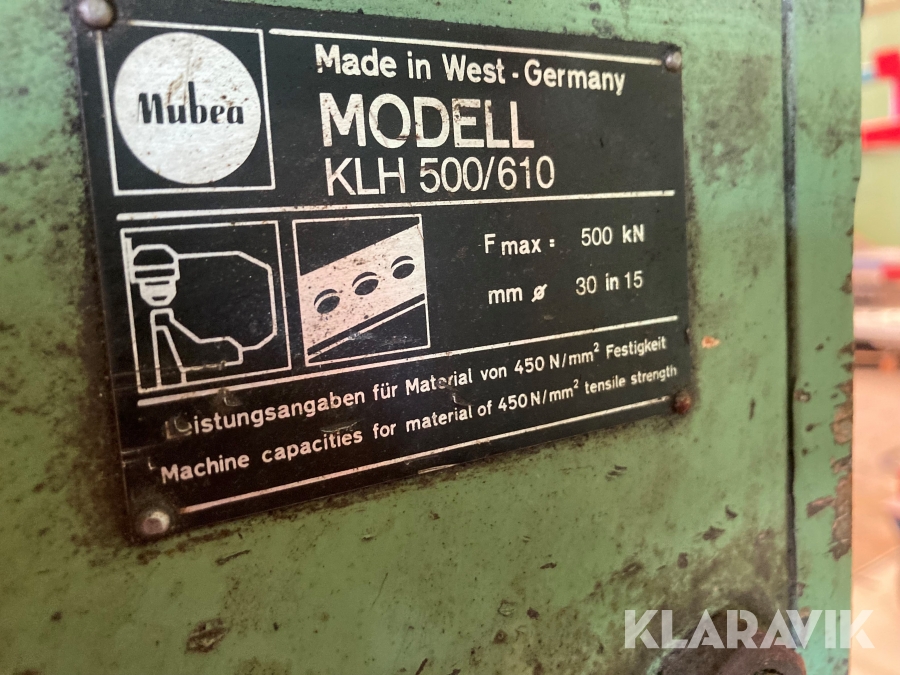 Mubea
Made in West-Germany
MODELL
KLH 500/610
F max = 500 kN
mm ø 30 in 15
Leistungsangaben für Material von 450 N/mm² Festigkeit
Machine capacities for material of 450 N/mm² tensile strength
KLARAVIK